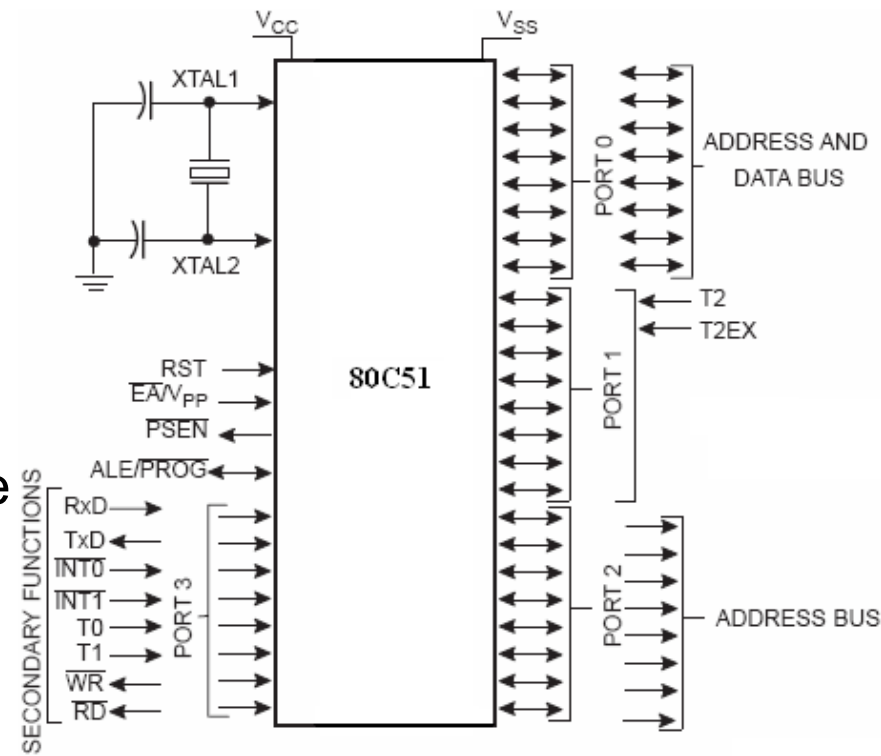 VCC
VSS
XTAL1
XTAL2
RST
EA/VPP
PSEN
ALE/PROG
e
SECONDARY FUNCTIONS
RxD
TxD
INT0
INT1
T0
T1
WR
RD
PORT 3
80C51
PORT 0
ADDRESS AND
DATA BUS
PORT 1
T2
T2EX
PORT 2
ADDRESS BUS